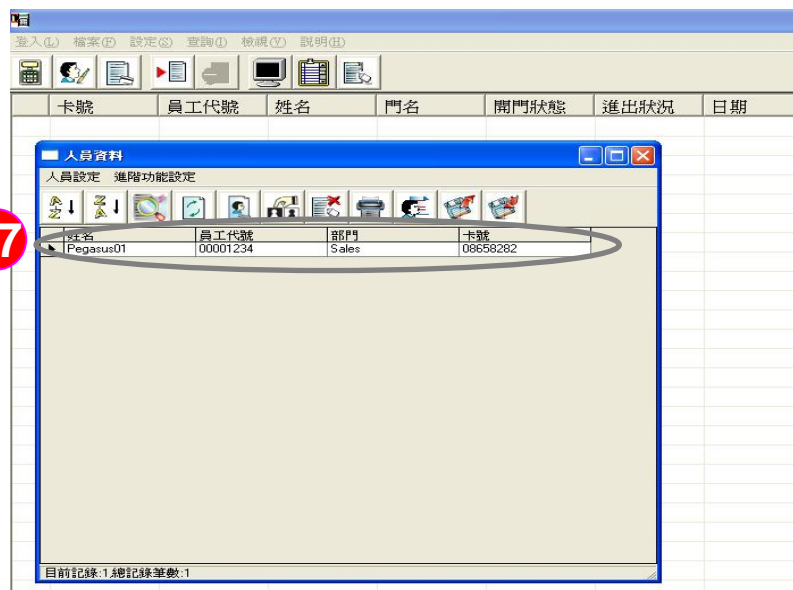 登入(L) 檔案(F) 設定(S) 查詢(I) 檢視(V) 說明(H)
卡號 員工代號 姓名 門名 開門狀態 進出狀況 日期
人員資料
人員設定 進階功能設定
7
姓名 員工代號 部門 卡號
Pegasus01 00001234 Sales 08658282
目前記錄:1,總記錄筆數:1